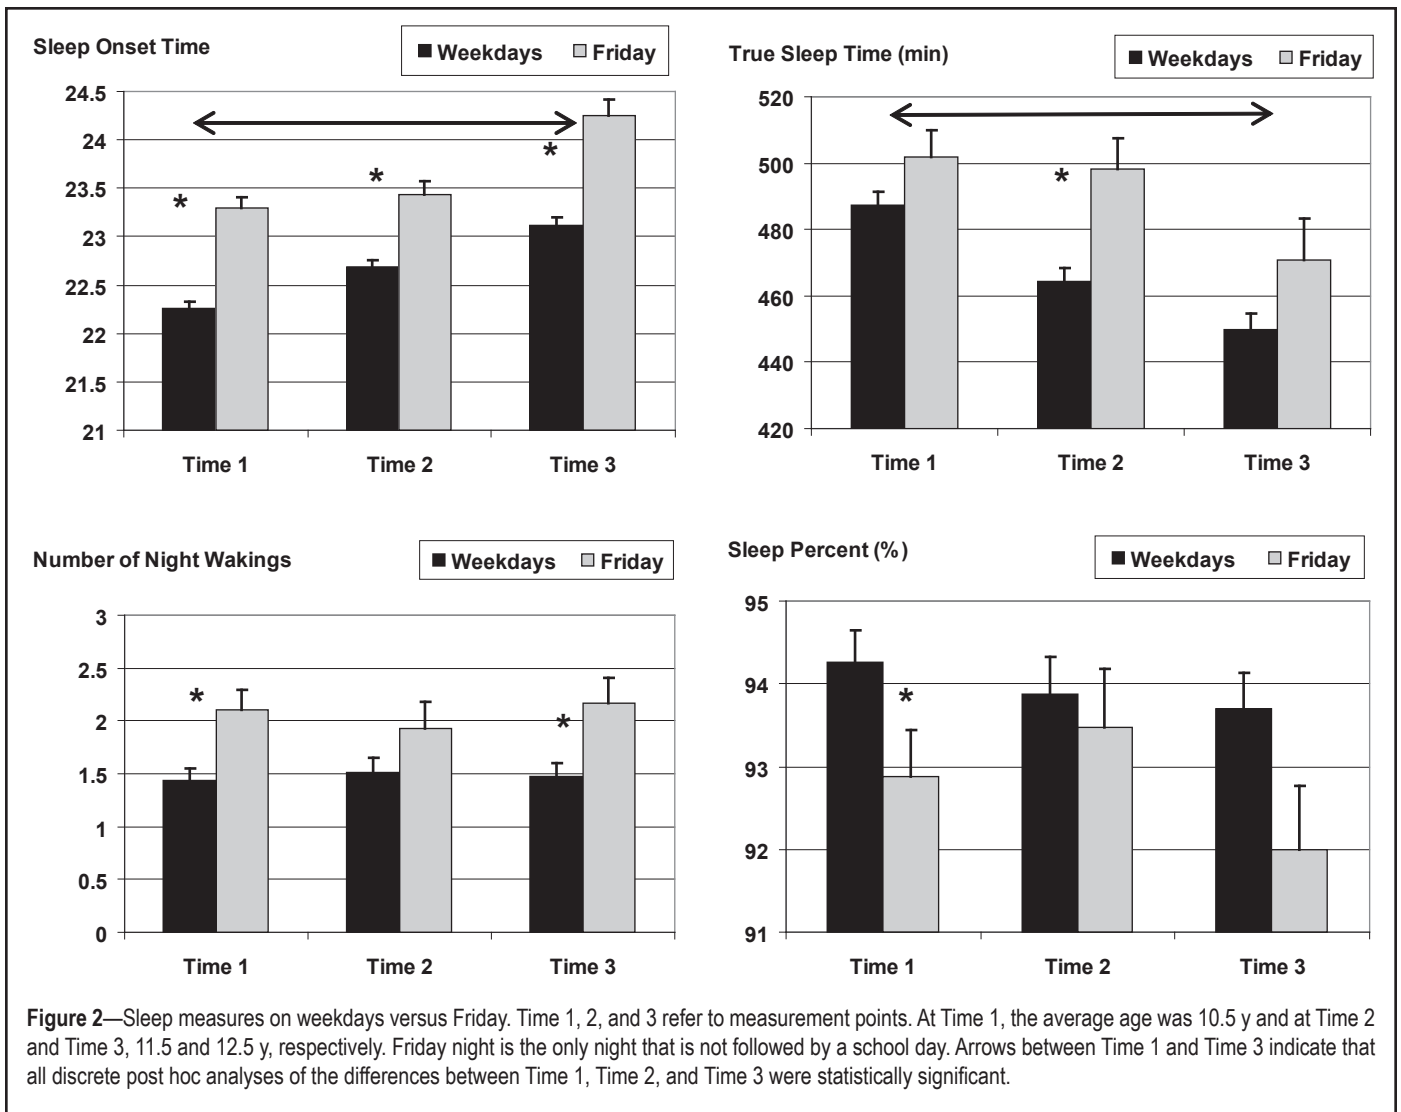 Sleep Onset Time
Weekdays Friday
24.5
24
23.5
23
22.5
22
21.5
21
*
*
*
Time 1 Time 2 Time 3
True Sleep Time (min)
Weekdays Friday
520
500
480
460
440
420
*
Time 1 Time 2 Time 3
Number of Night Wakings
Weekdays Friday
3
2.5
2
1.5
1
0.5
0
*
*
Time 1 Time 2 Time 3
Sleep Percent (%)
Weekdays Friday
95
94
93
92
91
*
Time 1 Time 2 Time 3
Figure 2—Sleep measures on weekdays versus Friday. Time 1, 2, and 3 refer to measurement points. At Time 1, the average age was 10.5 y and at Time 2
and Time 3, 11.5 and 12.5 y, respectively. Friday night is the only night that is not followed by a school day. Arrows between Time 1 and Time 3 indicate that
all discrete post hoc analyses of the differences between Time 1, Time 2, and Time 3 were statistically significant.